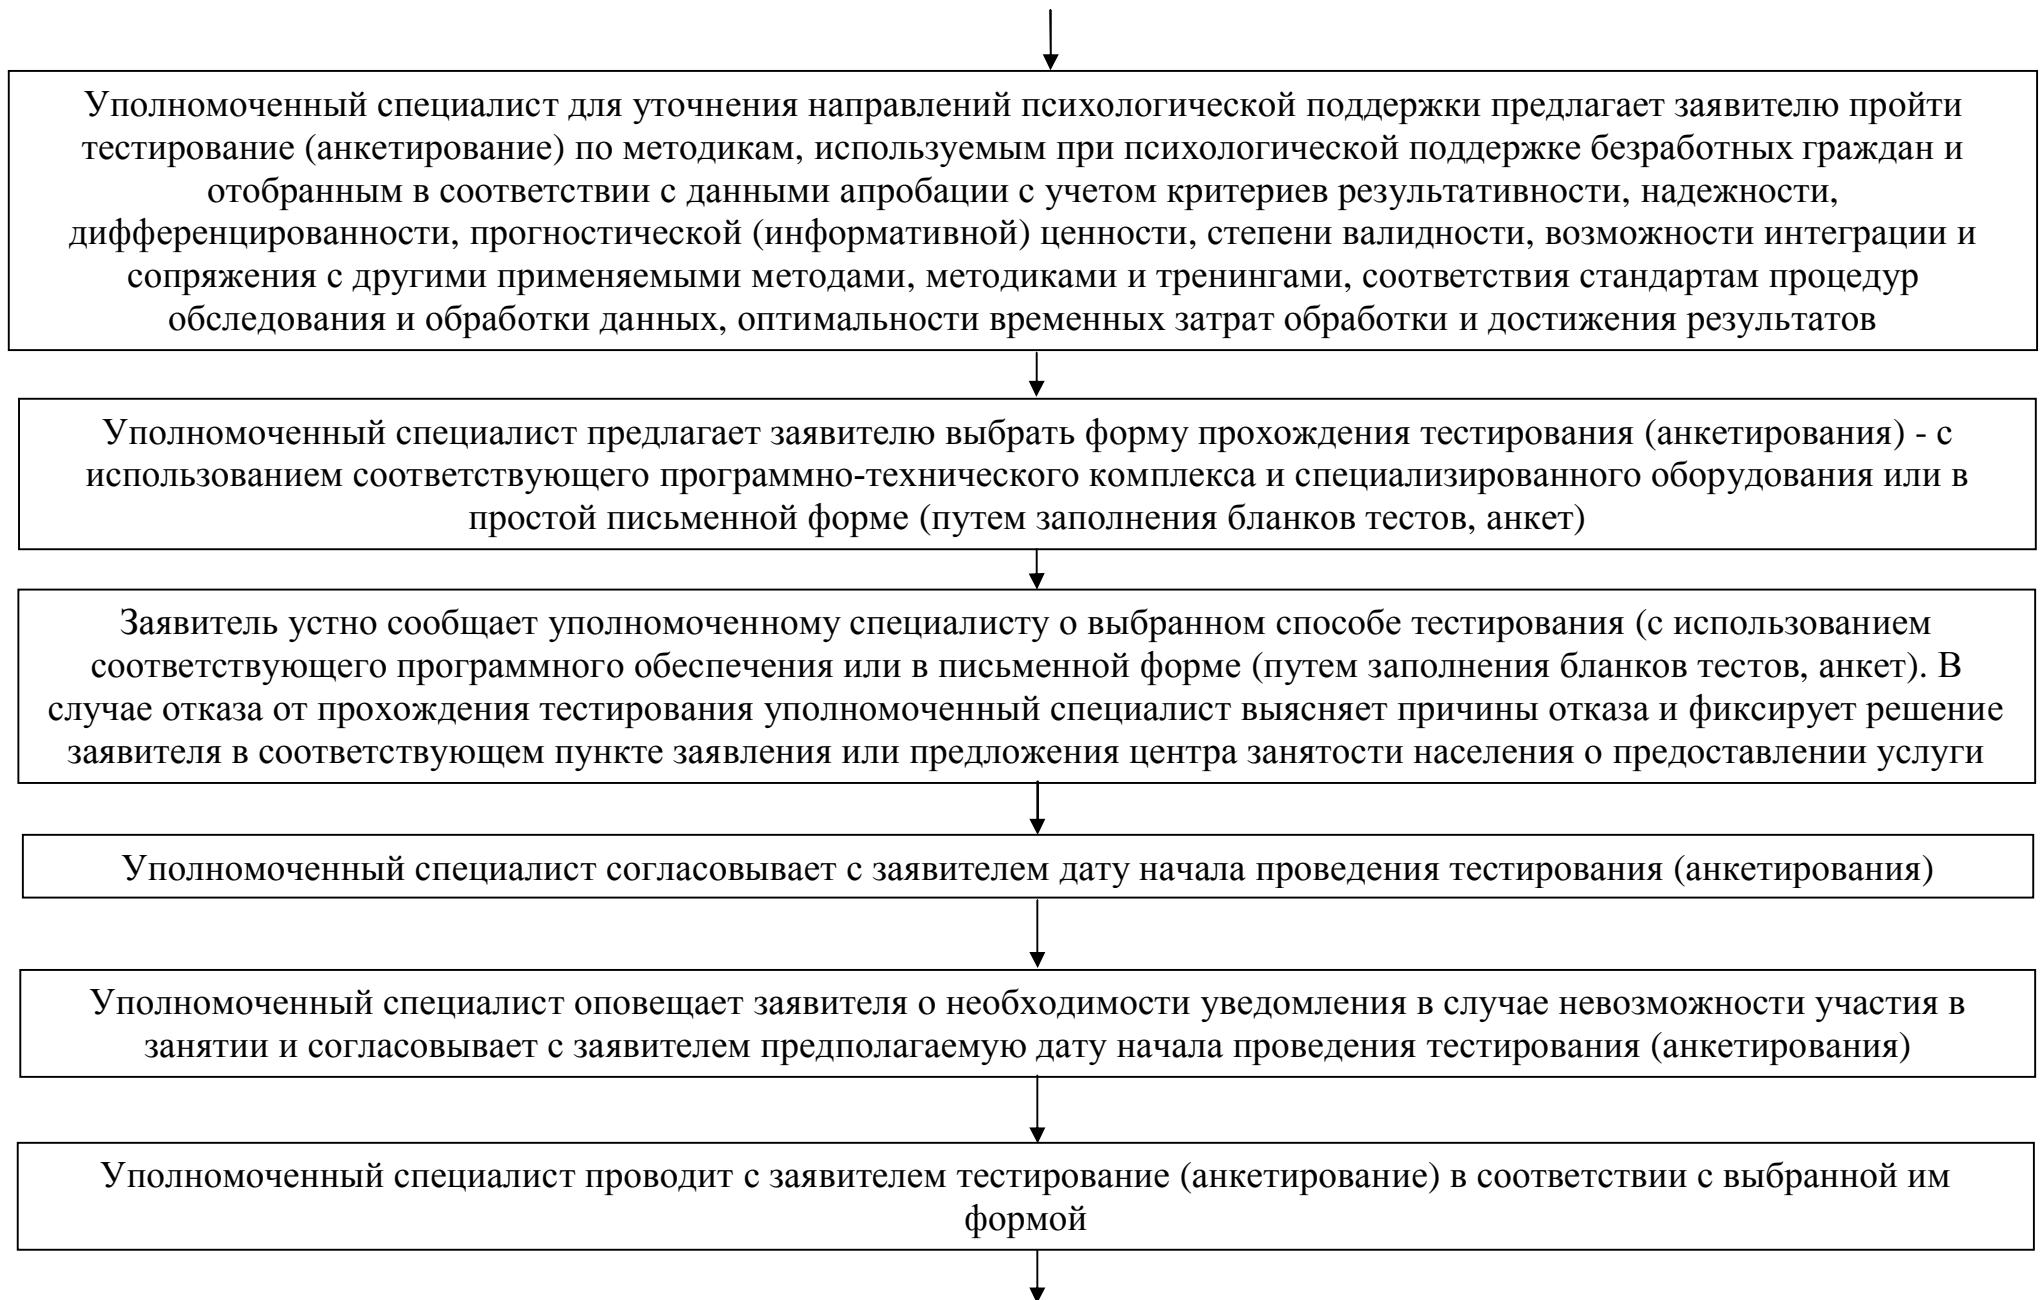 Уполномоченный специалист для уточнения направлений психологической поддержки предлагает заявителю пройти
тестирование (анкетирование) по методикам, используемым при психологической поддержке безработных граждан и
отобранным в соответствии с данными апробации с учетом критериев результативности, надежности,
дифференцированности, прогностической (информативной) ценности, степени валидности, возможности интеграции и
сопряжения с другими применяемыми методами, методиками и тренингами, соответствия стандартам процедур
обследования и обработки данных, оптимальности временных затрат обработки и достижения результатов
Уполномоченный специалист предлагает заявителю выбрать форму прохождения тестирования (анкетирования) - с
использованием соответствующего программно-технического комплекса и специализированного оборудования или в
простой письменной форме (путем заполнения бланков тестов, анкет)
Заявитель устно сообщает уполномоченному специалисту о выбранном способе тестирования (с использованием
соответствующего программного обеспечения или в письменной форме (путем заполнения бланков тестов, анкет). В
случае отказа от прохождения тестирования уполномоченный специалист выясняет причины отказа и фиксирует решение
заявителя в соответствующем пункте заявления или предложения центра занятости населения о предоставлении услуги
Уполномоченный специалист согласовывает с заявителем дату начала проведения тестирования (анкетирования)
Уполномоченный специалист оповещает заявителя о необходимости уведомления в случае невозможности участия в
занятии и согласовывает с заявителем предполагаемую дату начала проведения тестирования (анкетирования)
Уполномоченный специалист проводит с заявителем тестирование (анкетирование) в соответствии с выбранной им
формой